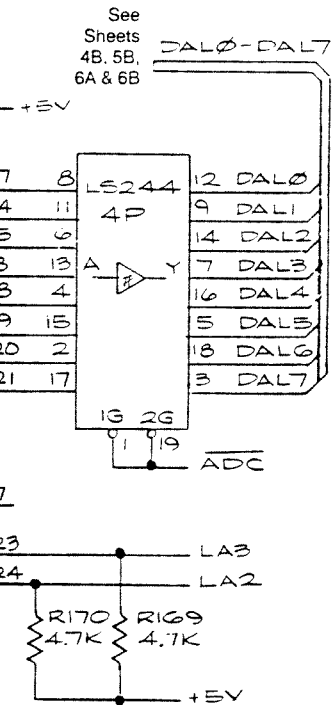 See
Sheets
4B, 5B,
6A & 6B
DALØ-DAL7
+5V
7 8 LS244 12 DALØ
4 11 4P 9 DAL1
5 6 14 DAL2
3 13 A Y 7 DAL3
8 4 16 DAL4
9 15 5 DAL5
20 2 18 DAL6
21 17 3 DAL7
1G 2G
1 19
ADC
7
23 LA3
24 LA2
R170 R169
4.7K 4.7K
+5V